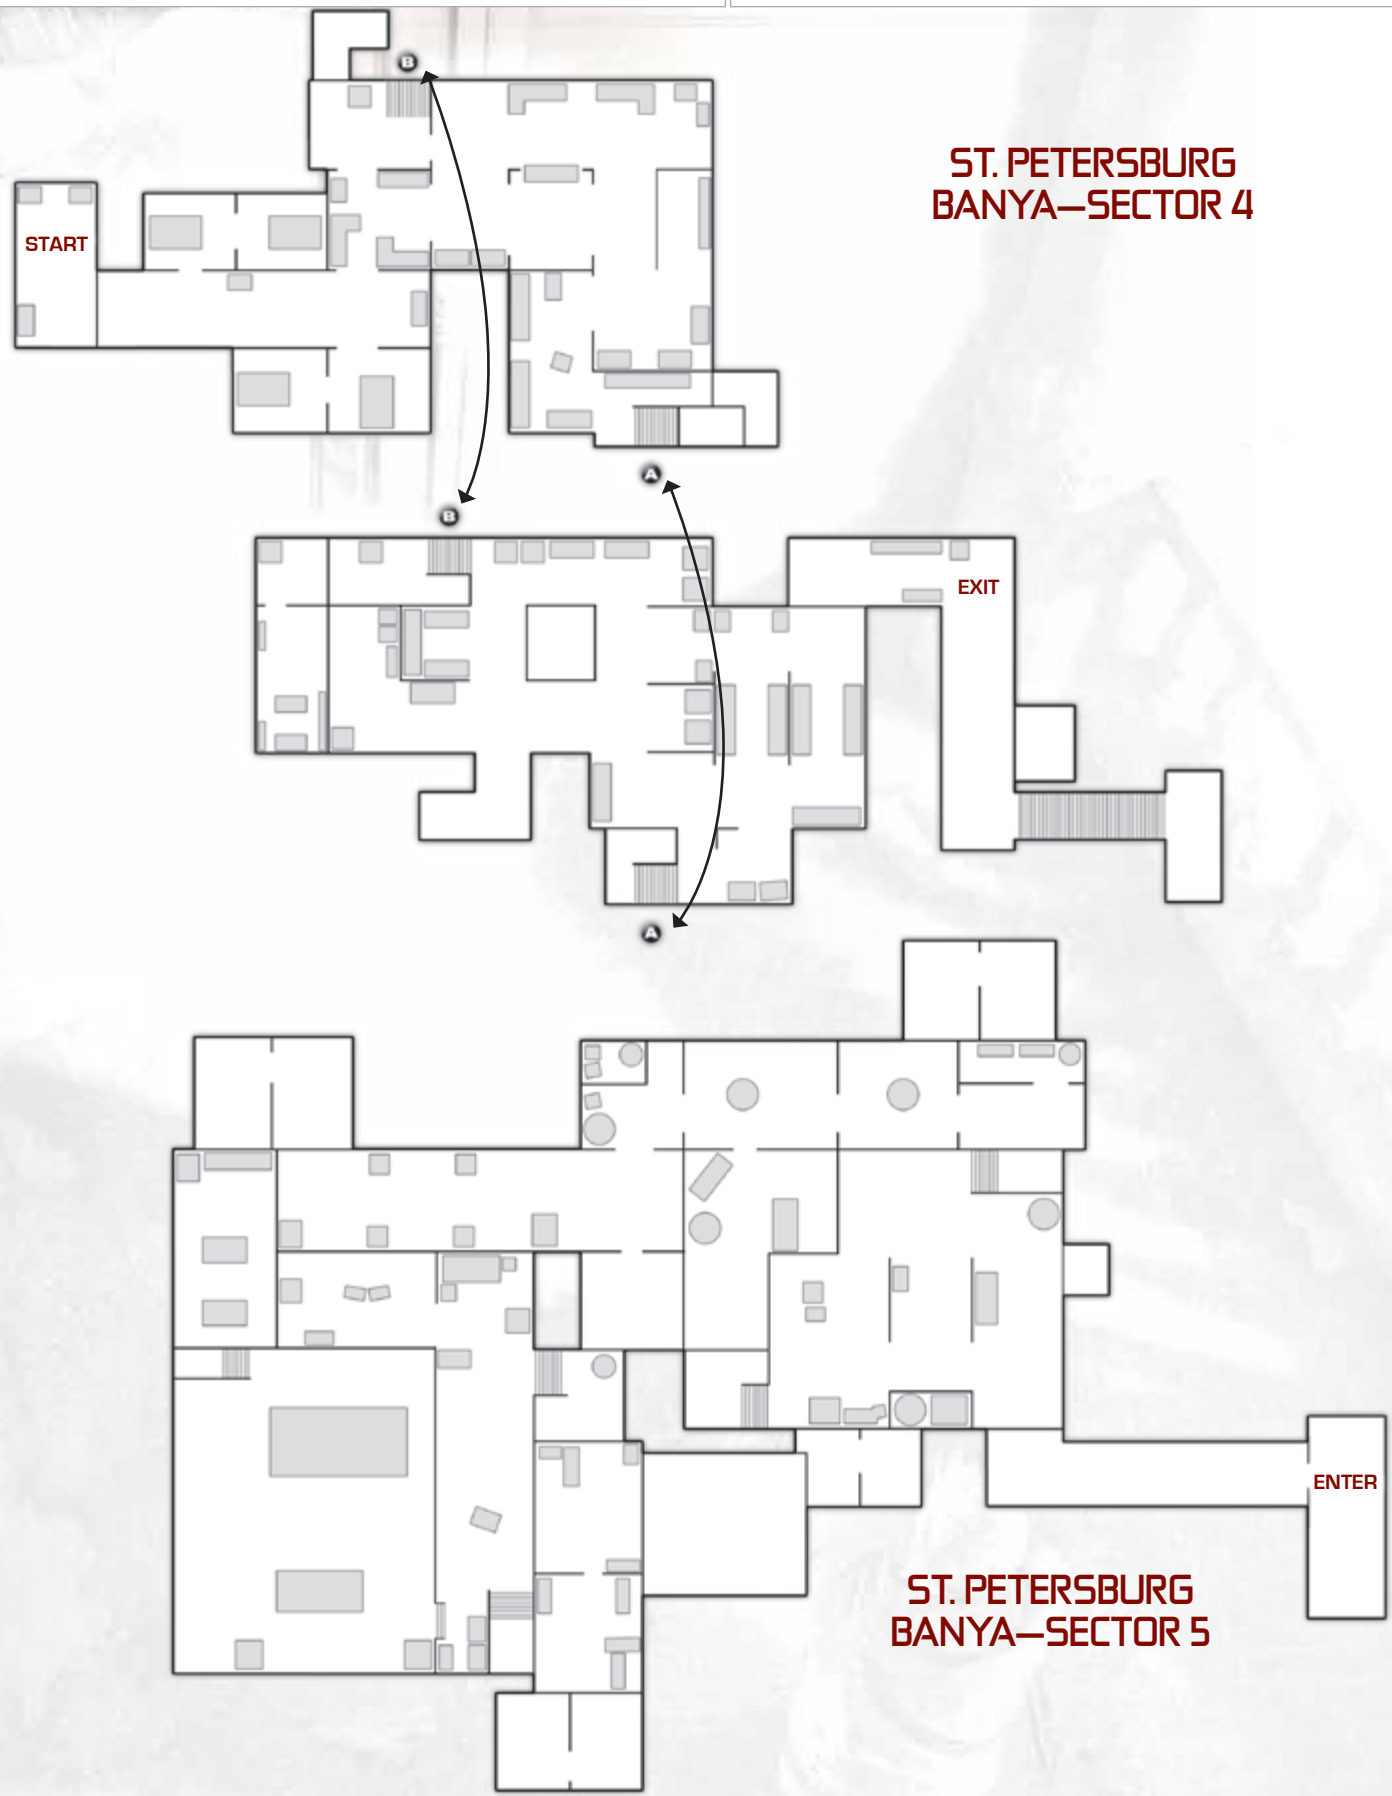 B
ST. PETERSBURG
BANYA—SECTOR 4
START
A
B
EXIT
A
ENTER
ST. PETERSBURG
BANYA—SECTOR 5